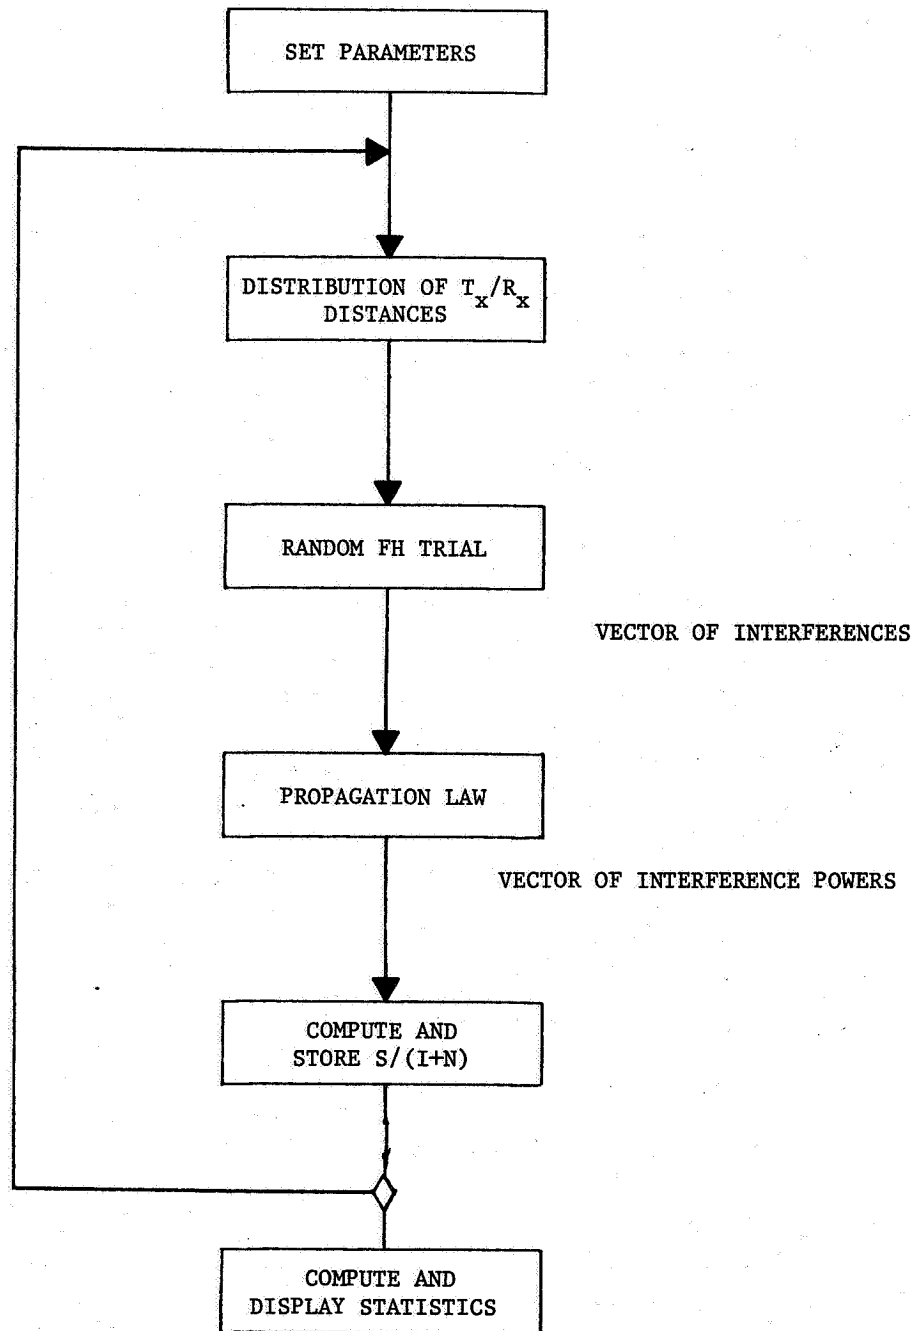 SET PARAMETERS
DISTRIBUTION OF Tx/Rx
DISTANCES
RANDOM FH TRIAL
VECTOR OF INTERFERENCES
PROPAGATION LAW
VECTOR OF INTERFERENCE POWERS
COMPUTE AND
STORE S/(I+N)
COMPUTE AND
DISPLAY STATISTICS